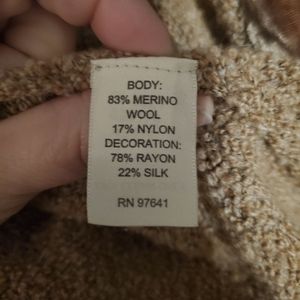 BODY:
83% MERINO
WOOL
17% NYLON
DECORATION:
78% RAYON
22% SILK
RN 97641